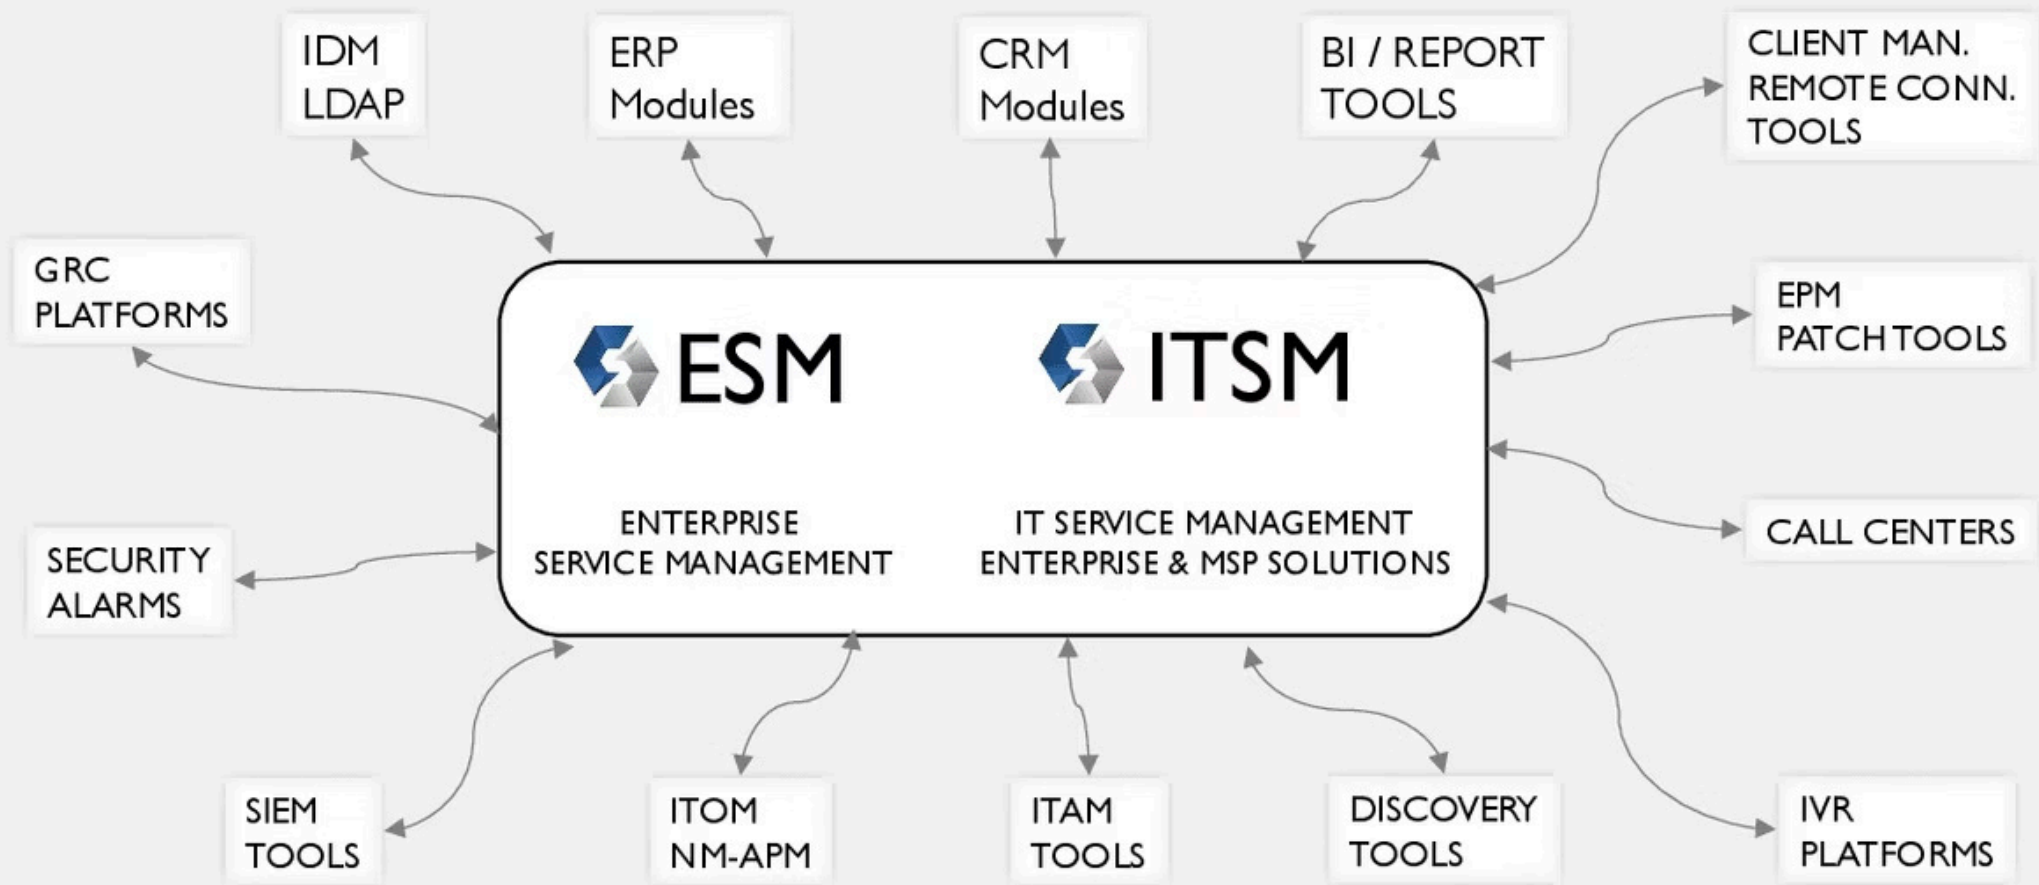 IDM
LDAP
ERP
Modules
CRM
Modules
BI / REPORT
TOOLS
CLIENT MAN.
REMOTE CONN.
TOOLS
GRC
PLATFORMS
EPM
PATCH TOOLS
ESM
ITSM
ENTERPRISE
SERVICE MANAGEMENT
IT SERVICE MANAGEMENT
ENTERPRISE & MSP SOLUTIONS
CALL CENTERS
SECURITY
ALARMS
SIEM
TOOLS
ITOM
NM-APM
ITAM
TOOLS
DISCOVERY
TOOLS
IVR
PLATFORMS